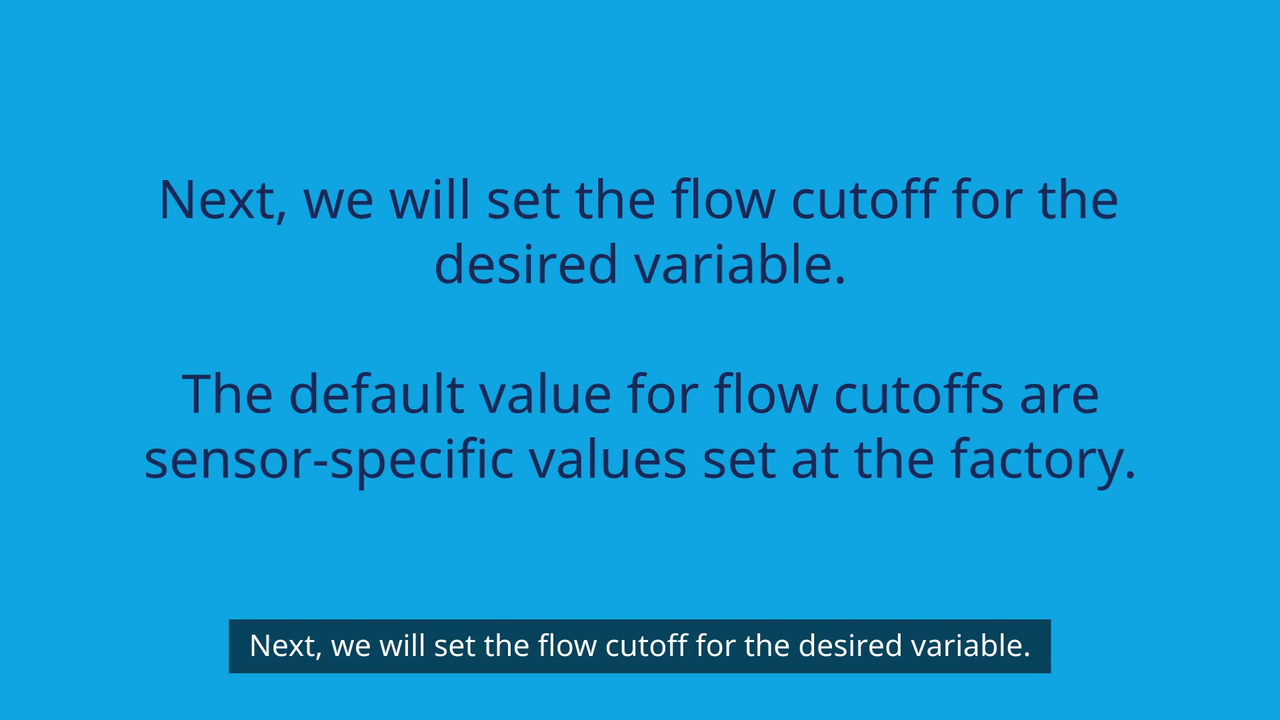 Next, we will set the flow cutoff for the
desired variable.
The default value for flow cutoffs are
sensor-specific values set at the factory.
Next, we will set the flow cutoff for the desired variable.